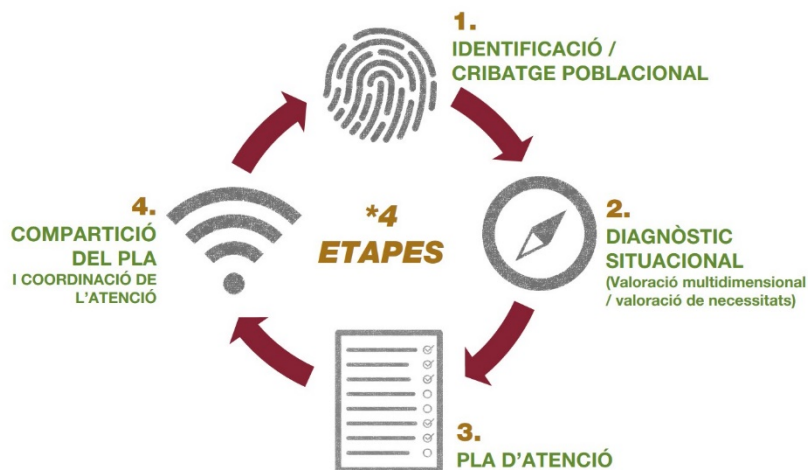 1.
IDENTIFICACIÓ /
CRIBATGE POBLACIONAL
2.
DIAGNÒSTIC
SITUACIONAL
(Valoració multidimensional
/ valoració de necessitats)
3.
PLA D'ATENCIÓ
4.
COMPARTICIÓ
DEL PLA
I COORDINACIÓ DE
L'ATENCIÓ
*4
ETAPES